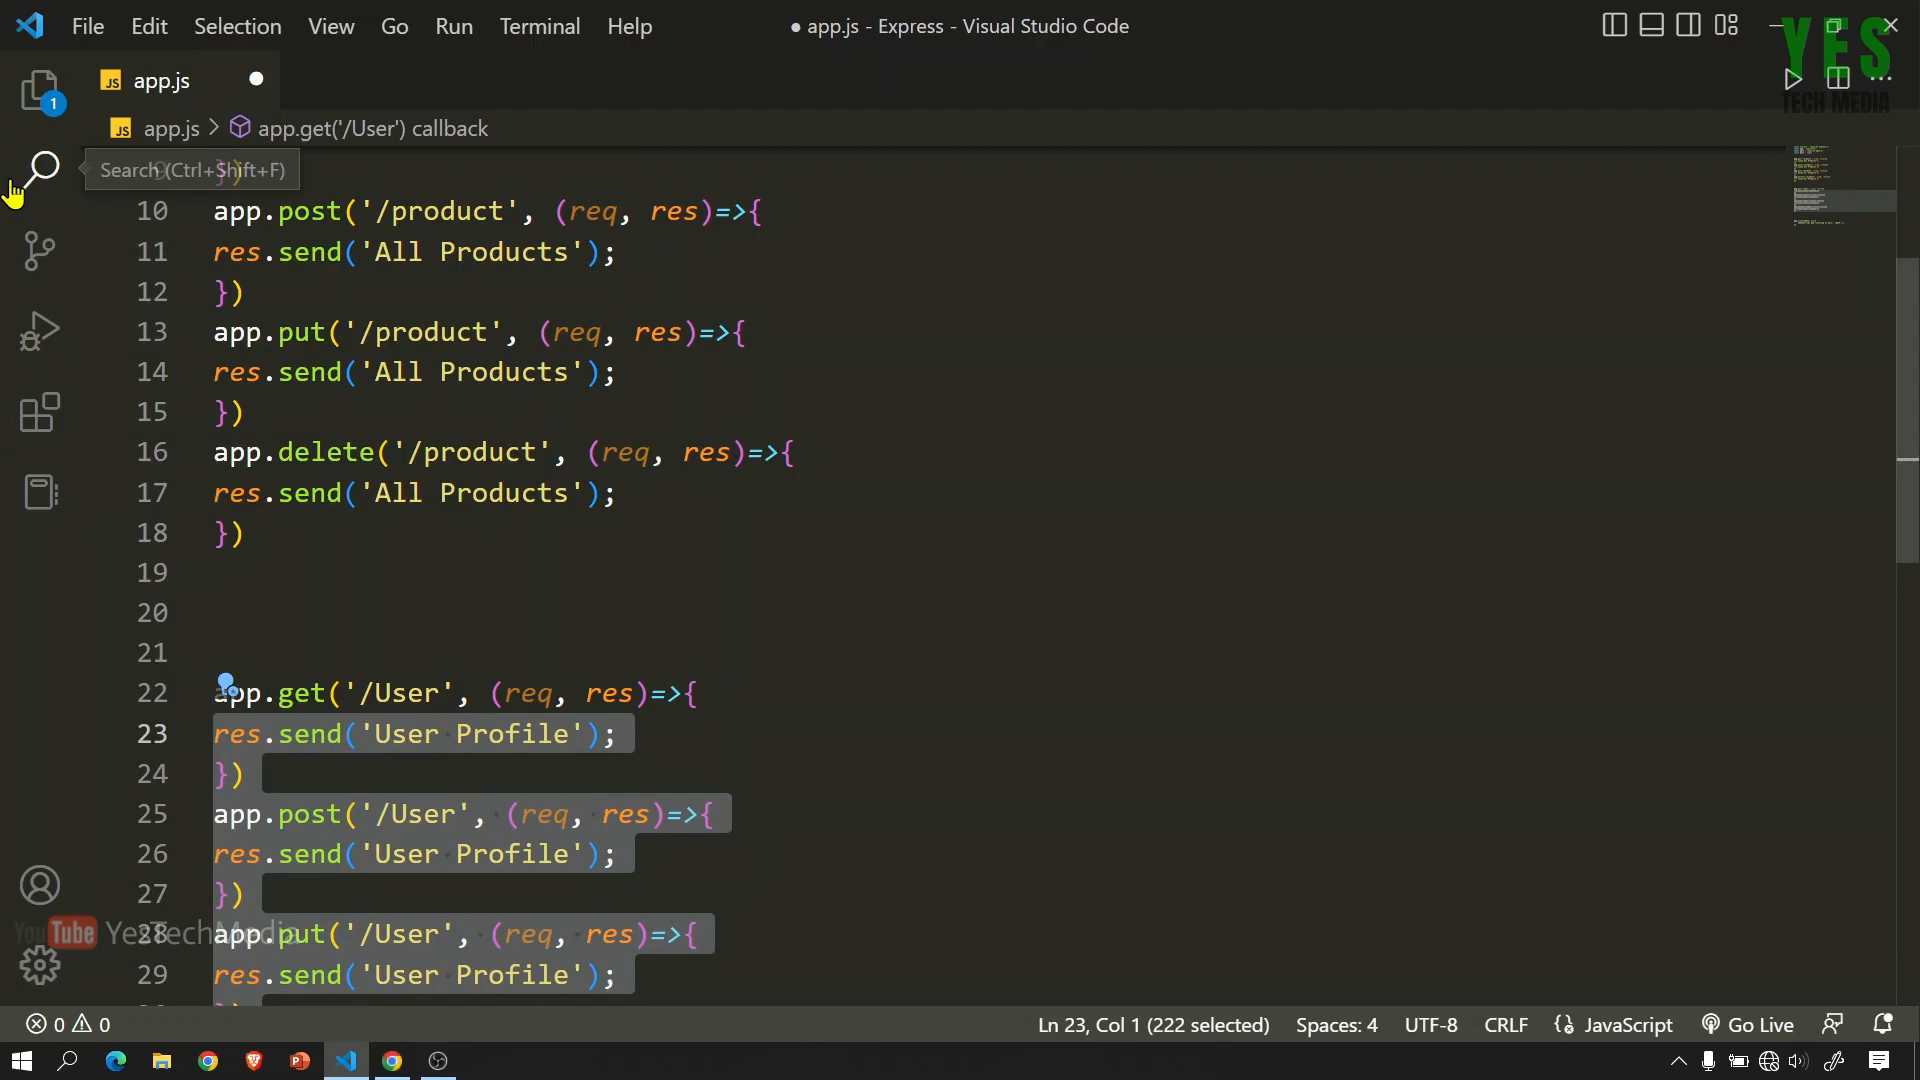 File Edit Selection View Go Run Terminal Help ● app.js - Express - Visual Studio Code
YES
TECH MEDIA
JS app.js
1
JS app.js > app.get('/User') callback
Search (Ctrl+Shift+F)
9 })
10 app.post('/product', (req, res)=>{
11 res.send('All Products');
12 })
13 app.put('/product', (req, res)=>{
14 res.send('All Products');
15 })
16 app.delete('/product', (req, res)=>{
17 res.send('All Products');
18 })
19
20
21
22 app.get('/User', (req, res)=>{
23 res.send('User Profile');
24 })
25 app.post('/User', (req, res)=>{
26 res.send('User Profile');
27 })
28 app.put('/User', (req, res)=>{
YouTube YesTechMedia
29 res.send('User Profile');
0 0 Ln 23, Col 1 (222 selected) Spaces: 4 UTF-8 CRLF JavaScript Go Live